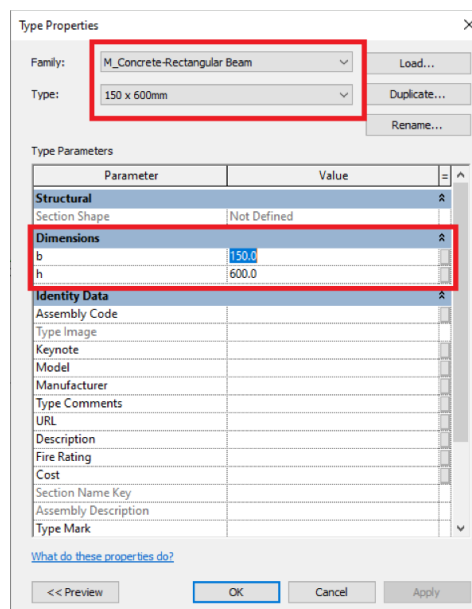 Type Properties
Family: M_Concrete-Rectangular Beam Load...
Type: 150 x 600mm Duplicate...
Rename...
Type Parameters
Parameter Value =
Structural
Section Shape Not Defined
Dimensions
b 150.0
h 600.0
Identity Data
Assembly Code
Type Image
Keynote
Model
Manufacturer
Type Comments
URL
Description
Fire Rating
Cost
Section Name Key
Assembly Description
Type Mark
What do these properties do?
<< Preview OK Cancel Apply